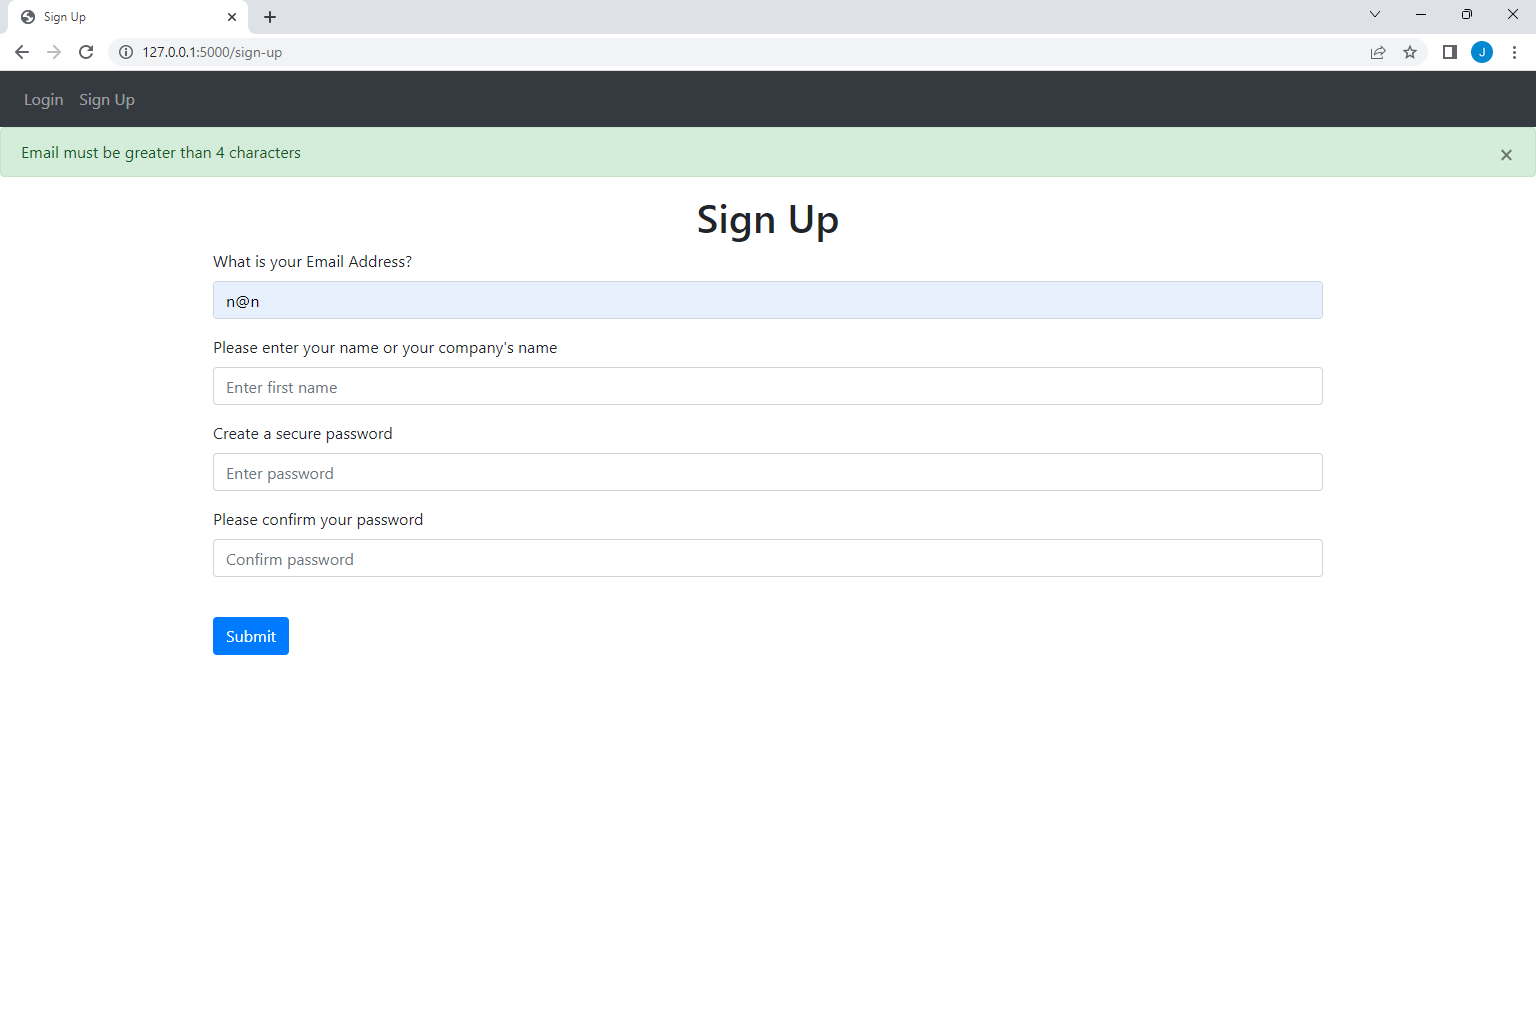 Sign Up
127.0.0.1:5000/sign-up
J
Login Sign Up
Email must be greater than 4 characters
Sign Up
What is your Email Address?
n@n
Please enter your name or your company's name
Enter first name
Create a secure password
Enter password
Please confirm your password
Confirm password
Submit